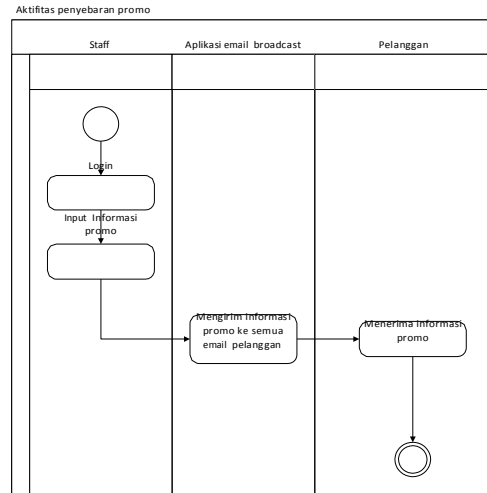 Aktifitas penyebaran promo
Staff
Aplikasi email broadcast
Pelanggan
Login
Input Informasi
promo
Mengirim informasi
promo ke semua
email pelanggan
Menerima informasi
promo